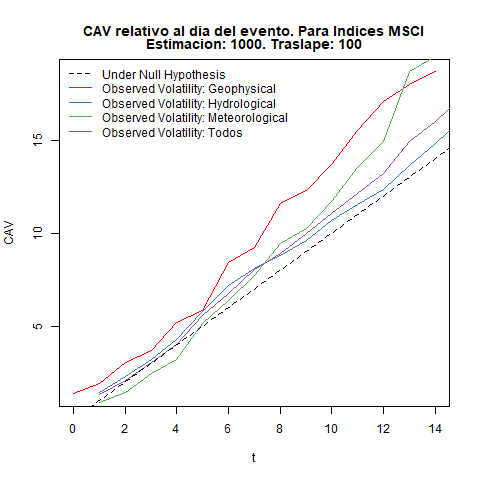 CAV relativo al dia del evento. Para Indices MSCI
Estimacion: 1000. Traslape: 100
Under Null Hypothesis
Observed Volatility: Geophysical
Observed Volatility: Hydrological
Observed Volatility: Meteorological
Observed Volatility: Todos
15
10
5
CAV
0 2 4 6 8 10 12 14
t